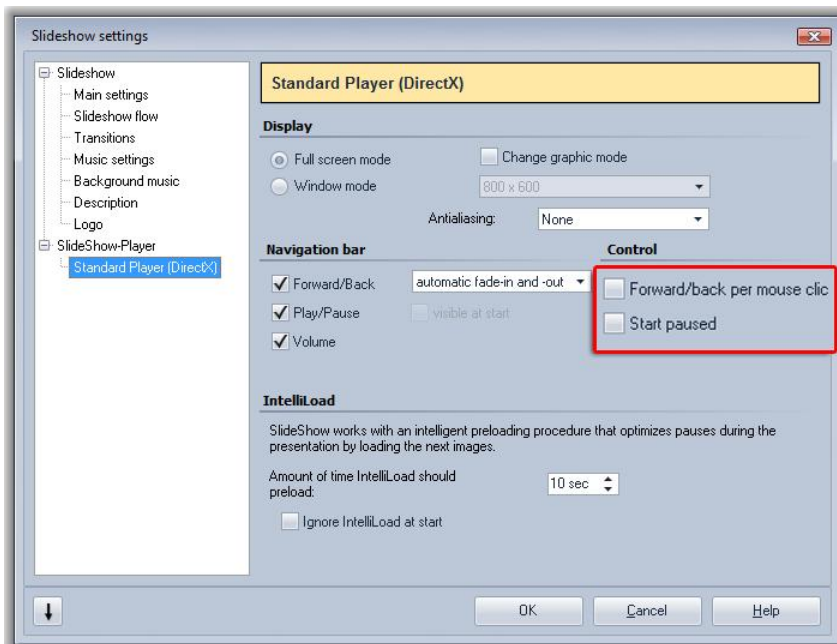 Slideshow settings
Slideshow
Main settings
Slideshow flow
Transitions
Music settings
Background music
Description
Logo
SlideShow-Player
Standard Player (DirectX)
Standard Player (DirectX)
Display
Full screen mode
Change graphic mode
Window mode
800 x 600
Antialiasing:
None
Navigation bar
Control
Forward/Back
automatic fade-in and -out
Forward/back per mouse clic
Play/Pause
visible at start
Start paused
Volume
IntelliLoad
SlideShow works with an intelligent preloading procedure that optimizes pauses during the
presentation by loading the next images.
Amount of time IntelliLoad should
preload:
10 sec
Ignore IntelliLoad at start
OK
Cancel
Help